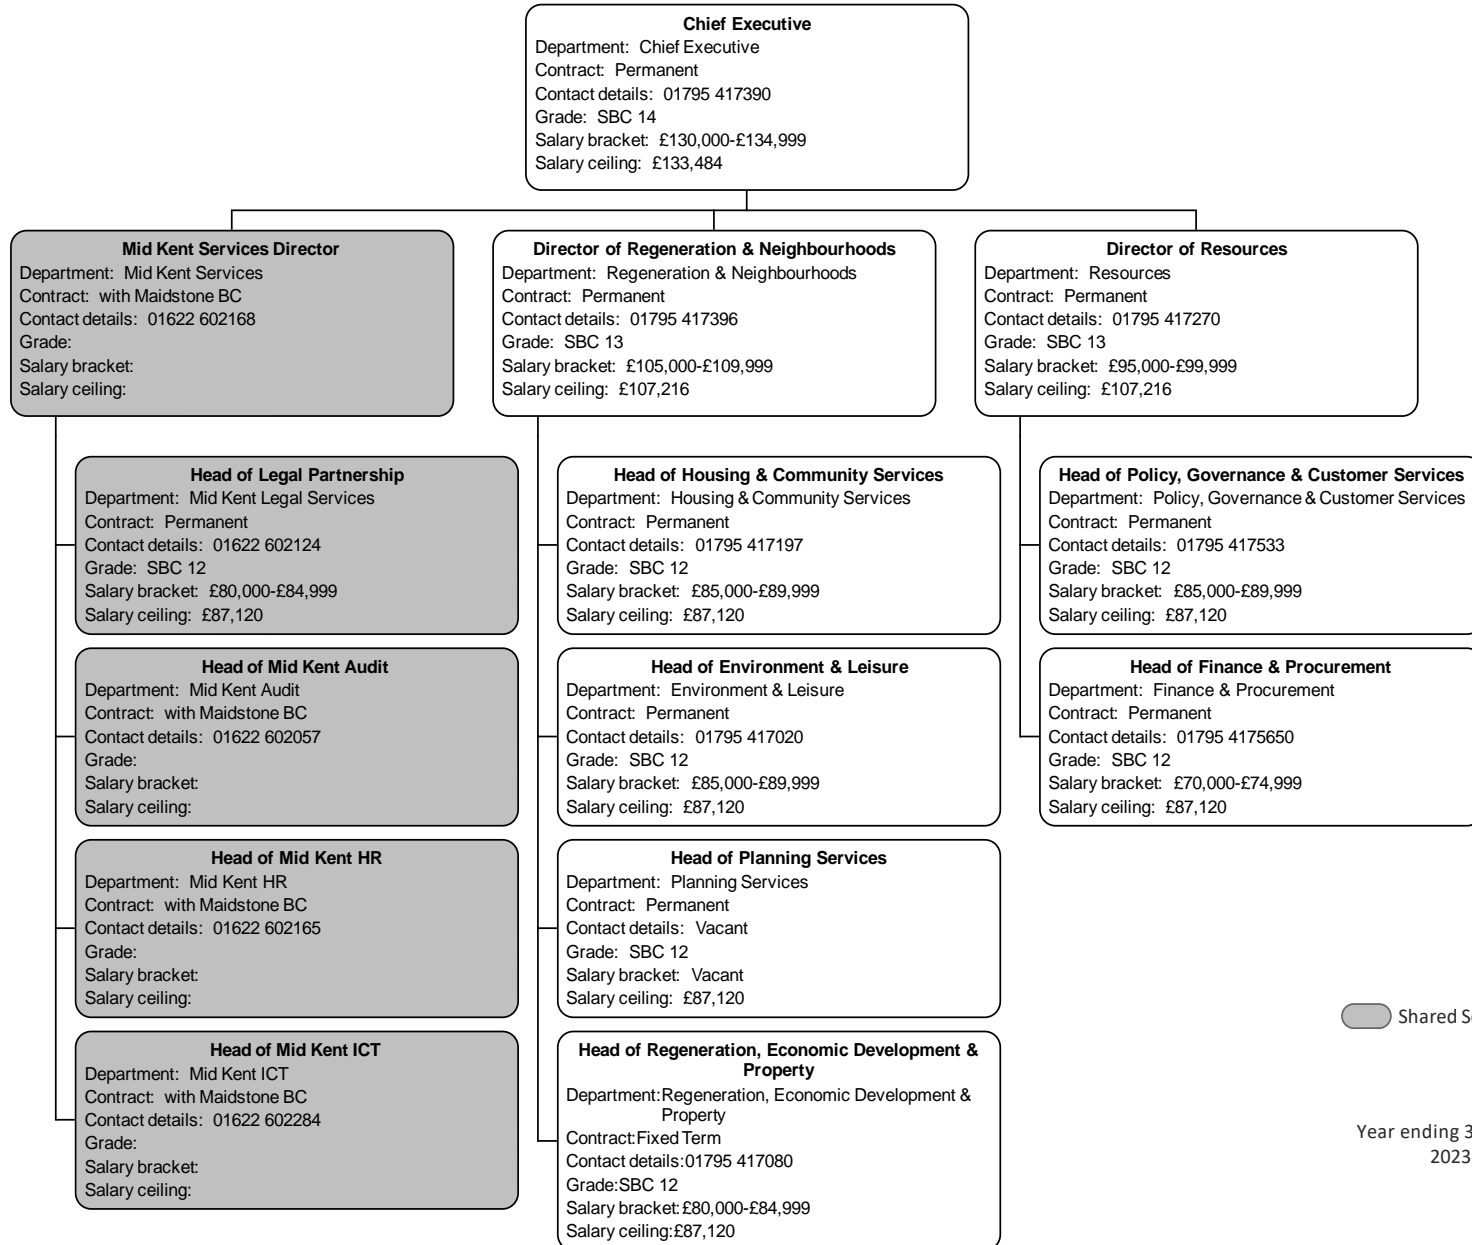 Chief Executive
Department: Chief Executive
Contract: Permanent
Contact details: 01795 417390
Grade: SBC 14
Salary bracket: £130,000-£134,999
Salary ceiling: £133,484
Mid Kent Services Director
Department: Mid Kent Services
Contract: with Maidstone BC
Contact details: 01622 602168
Grade:
Salary bracket:
Salary ceiling:
Director of Regeneration & Neighbourhoods
Department: Regeneration & Neighbourhoods
Contract: Permanent
Contact details: 01795 417396
Grade: SBC 13
Salary bracket: £105,000-£109,999
Salary ceiling: £107,216
Director of Resources
Department: Resources
Contract: Permanent
Contact details: 01795 417270
Grade: SBC 13
Salary bracket: £95,000-£99,999
Salary ceiling: £107,216
Head of Legal Partnership
Department: Mid Kent Legal Services
Contract: Permanent
Contact details: 01622 602124
Grade: SBC 12
Salary bracket: £80,000-£84,999
Salary ceiling: £87,120
Head of Mid Kent Audit
Department: Mid Kent Audit
Contract: with Maidstone BC
Contact details: 01622 602057
Grade:
Salary bracket:
Salary ceiling:
Head of Mid Kent HR
Department: Mid Kent HR
Contract: with Maidstone BC
Contact details: 01622 602165
Grade:
Salary bracket:
Salary ceiling:
Head of Mid Kent ICT
Department: Mid Kent ICT
Contract: with Maidstone BC
Contact details: 01622 602284
Grade:
Salary bracket:
Salary ceiling:
Head of Housing & Community Services
Department: Housing & Community Services
Contract: Permanent
Contact details: 01795 417197
Grade: SBC 12
Salary bracket: £85,000-£89,999
Salary ceiling: £87,120
Head of Environment & Leisure
Department: Environment & Leisure
Contract: Permanent
Contact details: 01795 417020
Grade: SBC 12
Salary bracket: £85,000-£89,999
Salary ceiling: £87,120
Head of Planning Services
Department: Planning Services
Contract: Permanent
Contact details: Vacant
Grade: SBC 12
Salary bracket: Vacant
Salary ceiling: £87,120
Head of Regeneration, Economic Development &
Property
Department:Regeneration, Economic Development &
Property
Contract:Fixed Term
Contact details:01795 417080
Grade:SBC 12
Salary bracket:£80,000-£84,999
Salary ceiling:£87,120
Head of Policy, Governance & Customer Services
Department: Policy, Governance & Customer Services
Contract: Permanent
Contact details: 01795 417533
Grade: SBC 12
Salary bracket: £85,000-£89,999
Salary ceiling: £87,120
Head of Finance & Procurement
Department: Finance & Procurement
Contract: Permanent
Contact details: 01795 4175650
Grade: SBC 12
Salary bracket: £70,000-£74,999
Salary ceiling: £87,120
Shared
Year ending
2023